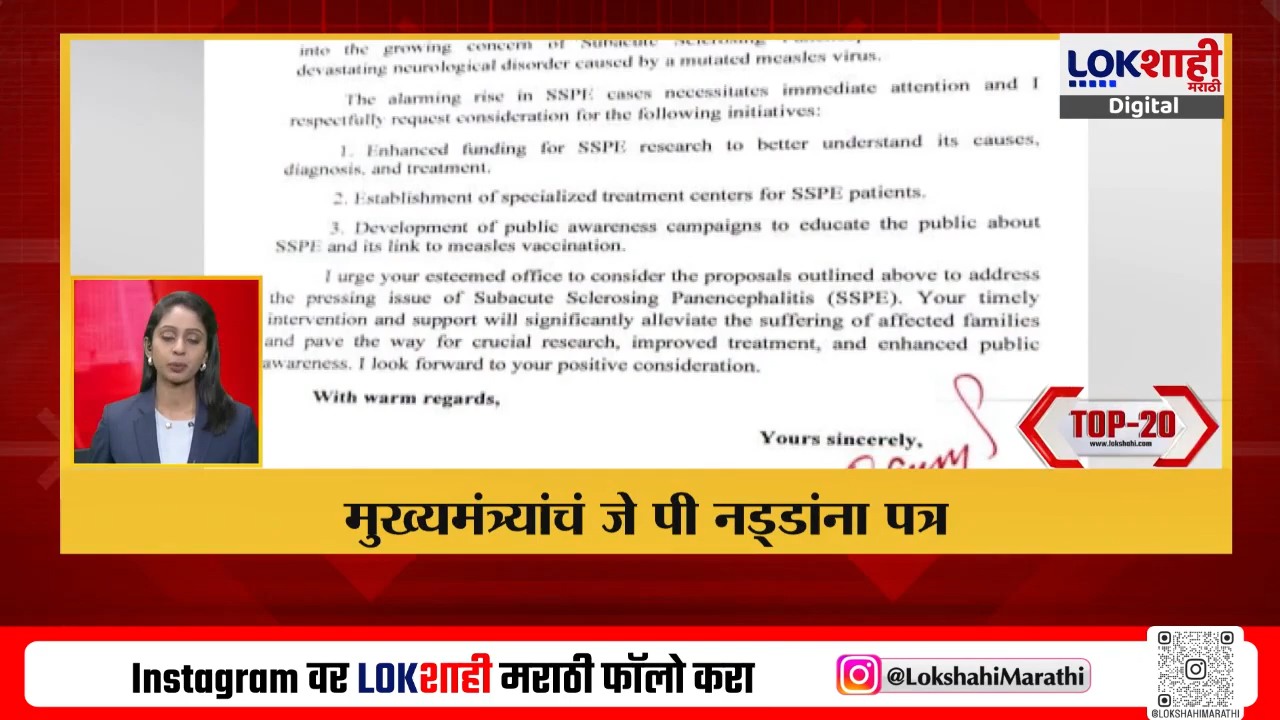 into the growing concern of Subacute Sclerosing
devastating neurological disorder caused by a mutated measles virus.
The alarming rise in SSPE cases necessitates immediate attention and I
respectfully request consideration for the following initiatives:
1. Enhanced funding for SSPE research to better understand its causes,
diagnosis, and treatment.
2. Establishment of specialized treatment centers for SSPE patients.
3. Development of public awareness campaigns to educate the public about
SSPE and its link to measles vaccination.
I urge your esteemed office to consider the proposals outlined above to address
the pressing issue of Subacute Sclerosing Panencephalitis (SSPE). Your timely
intervention and support will significantly alleviate the suffering of affected families
and pave the way for crucial research, improved treatment, and enhanced public
awareness. I look forward to your positive consideration.
With warm regards,
Yours sincerely,
LOKशाही
मराठी
Digital
TOP-20
www.lokshahi.com
मुख्यमंत्र्यांचं जे पी नड्डांना पत्र
Instagram वर LOKशाही मराठी फॉलो करा
@LokshahiMarathi
@LOKSHAHIMARATHI